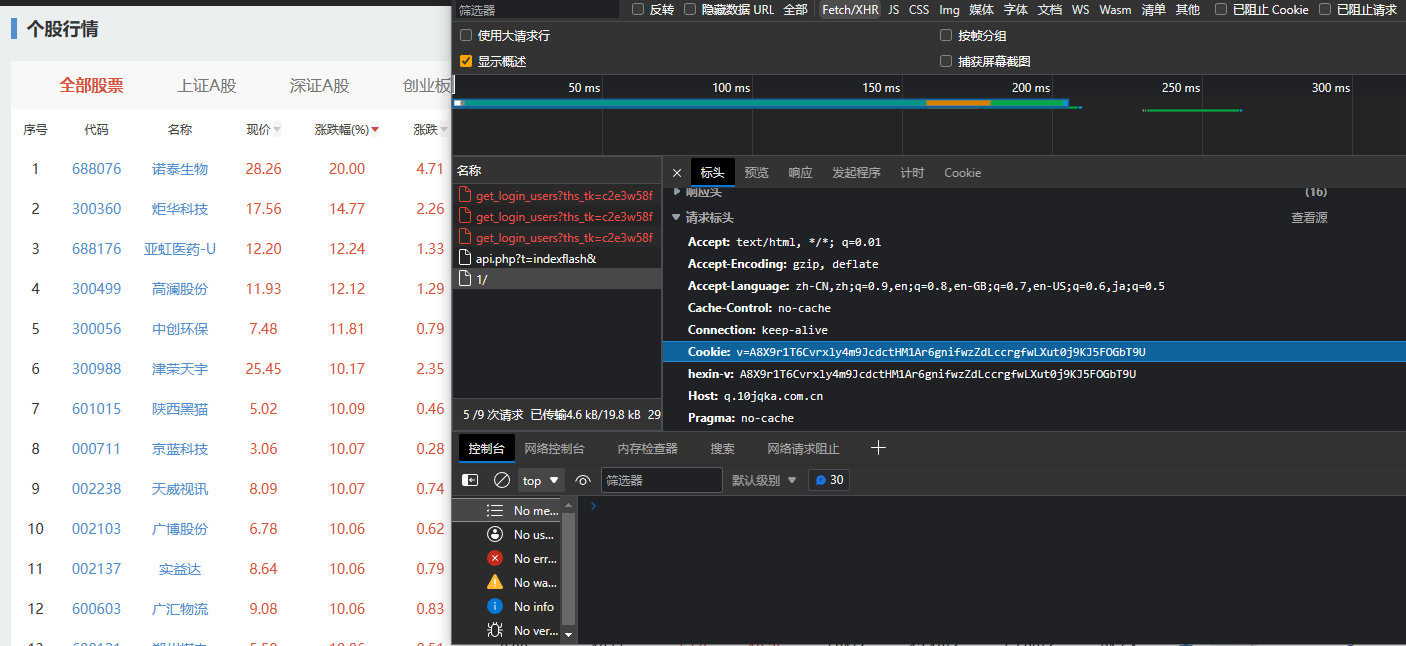 个股行情
全部股票 上证A股 深证A股 创业板
序号 代码 名称 现价 涨跌幅(%) 涨跌
1 688076 诺泰生物 28.26 20.00 4.71
2 300360 炬华科技 17.56 14.77 2.26
3 688176 亚虹医药-U 12.20 12.24 1.33
4 300499 高澜股份 11.93 12.12 1.29
5 300056 中创环保 7.48 11.81 0.79
6 300988 津荣天宇 25.45 10.17 2.35
7 601015 陕西黑猫 5.02 10.09 0.46
8 000711 京蓝科技 3.06 10.07 0.28
9 002238 天威视讯 8.09 10.07 0.74
10 002103 广博股份 6.78 10.06 0.62
11 002137 实益达 8.64 10.06 0.79
12 600603 广汇物流 9.08 10.06 0.83
筛选器 反转 隐藏数据 URL 全部 Fetch/XHR JS CSS Img 媒体 字体 文档 WS Wasm 清单 其他 已阻止 Cookie 已阻止请求
使用大请求行 按帧分组
显示概述 捕获屏幕截图
50 ms 100 ms 150 ms 200 ms 250 ms 300 ms
名称
get_login_users?ths_tk=c2e3w58f
get_login_users?ths_tk=c2e3w58f
get_login_users?ths_tk=c2e3w58f
api.php?t=indexflash&
1/
5 /9 次请求 已传输4.6 kB/19.8 kB 29
× 标头 预览 响应 发起程序 计时 Cookie
响应头 (16)
请求标头 查看源
Accept: text/html, */*; q=0.01
Accept-Encoding: gzip, deflate
Accept-Language: zh-CN,zh;q=0.9,en;q=0.8,en-GB;q=0.7,en-US;q=0.6,ja;q=0.5
Cache-Control: no-cache
Connection: keep-alive
Cookie: v=A8X9r1T6Cvrxly4m9JcdctHM1Ar6gnifwzZdLccrgfwLXut0j9KJ5FOGbT9U
hexin-v: A8X9r1T6Cvrxly4m9JcdctHM1Ar6gnifwzZdLccrgfwLXut0j9KJ5FOGbT9U
Host: q.10jqka.com.cn
Pragma: no-cache
控制台 网络控制台 内存检查器 搜索 网络请求阻止
top 筛选器 默认级别 30
No me...
No us...
No err...
No wa...
No info
No ver...